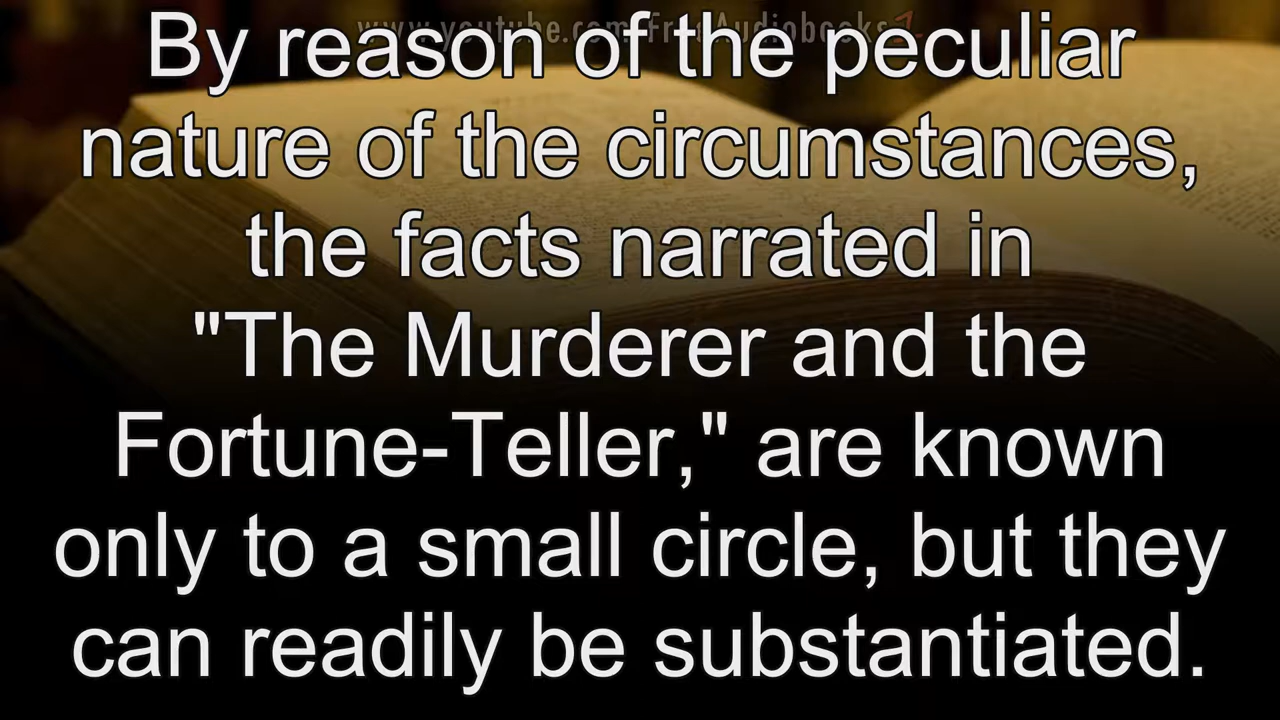 www.youtube.com/FreeAudiobooks
By reason of the peculiar
nature of the circumstances,
the facts narrated in
"The Murderer and the
Fortune-Teller," are known
only to a small circle, but they
can readily be substantiated.